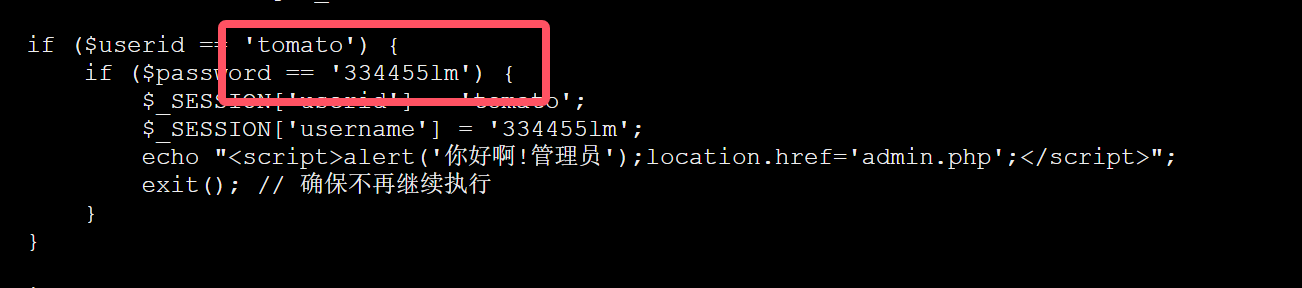 if ($userid == 'tomato') {
if ($password == '334455lm') {
$_SESSION['userid'] = 'tomato';
$_SESSION['username'] = '334455lm';
echo "<script>alert('你好啊!管理员');location.href='admin.php';</script>";
exit(); // 确保不再继续执行
}
}